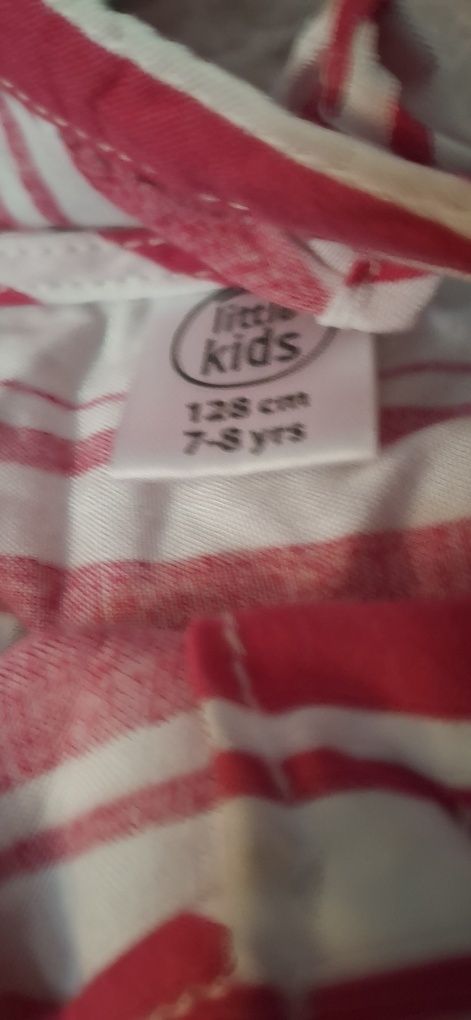 little
kids
128 cm
7-8 yrs